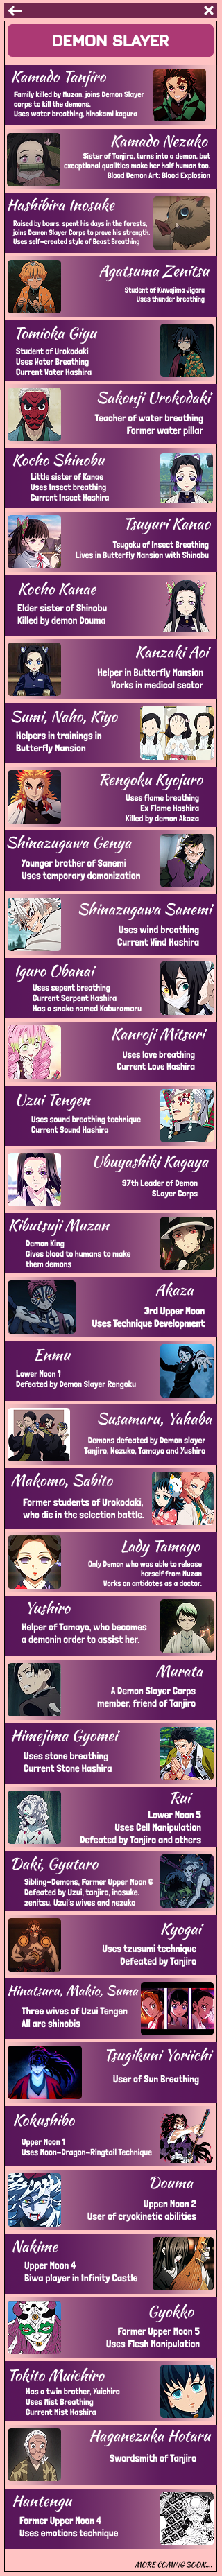 DEMON SLAYER
Kamado Tanjiro
Family killed by Muzan, joins Demon Slayer
corps to kill the demons.
Uses water breathing, hinokami kagura
Kamado Nezuko
Sister of Tanjiro, turns into a demon, but
exceptional qualities make her half human too.
Blood Demon Art: Blood Explosion
Hashibira Inosuke
Raised by boars, spent his days in the forests,
joins Demon Slayer Corps to prove his strength.
Uses self-created style of Beast Breathing
Agatsuma Zenitsu
Student of Kuwajima Jigoru
Uses thunder breathing
Tomioka Giyu
Student of Urokodaki
Uses Water Breathing
Current Water Hashira
Sakonji Urokodaki
Teacher of water breathing
Former water pillar
Kocho Shinobu
Little sister of Kanae
Uses Insect breathing
Current Insect Hashira
Tsuyuri Kanao
Tsugoku of Insect Breathing
Lives in Butterfly Mansion with Shinobu
Kocho Kanae
Elder sister of Shinobu
Killed by demon Douma
Kanzaki Aoi
Helper in Butterfly Mansion
Works in medical sector
Sumi, Naho, Kiyo
Helpers in trainings in
Butterfly Mansion
Rengoku Kyojuro
Uses flame breathing
Ex Flame Hashira
Killed by demon Akaza
Shinazugawa Genya
Younger brother of Sanemi
Uses temporary demonization
Shinazugawa Sanemi
Uses wind breathing
Current Wind Hashira
Iguro Obanai
Uses sepent breathing
Current Serpent Hashira
Has a snake named Kaburamaru
Kanroji Mitsuri
Uses love breathing
Current Love Hashira
Uzui Tengen
Uses sound breathing technique
Current Sound Hashira
Ubuyashiki Kagaya
97th Leader of Demon
SLayer Corps
Kibutsuji Muzan
Demon King
Gives blood to humans to make
them demons
Akaza
3rd Upper Moon
Uses Technique Development
Enmu
Lower Moon 1
Defeated by Demon Slayer Rengoku
Susamaru, Yahaba
Demons defeated by Demon slayer
Tanjiro, Nezuko, Tamayo and Yushiro
Makomo, Sabito
Former students of Urokodaki,
who die in the selection battle.
Lady Tamayo
Only Demon who was able to release
herself from Muzan
Works on antidotes as a doctor.
Yushiro
Helper of Tamayo, who becomes
a demonin order to assist her.
Murata
A Demon Slayer Corps
member, friend of Tanjiro
Himejima Gyomei
Uses stone breathing
Current Stone Hashira
Rui
Lower Moon 5
Uses Cell Manipulation
Defeated by Tanjiro and others
Daki, Gyutaro
Sibling-Demons, Former Upper Moon 6
Defeated by Uzui, tanjiro, inosuke,
zenitsu, Uzui's wives and nezuko
Kyogai
Uses tzusumi technique
Defeated by Tanjiro
Hinatsuru, Makio, Suma
Three wives of Uzui Tengen
All are shinobis
Tsugikuni Yoriichi
User of Sun Breathing
Kokushibo
Upper Moon 1
Uses Moon-Dragon-Ringtail Technique
Douma
Uppen Moon 2
User of cryokinetic abilities
Nakime
Upper Moon 4
Biwa player in Infinity Castle
Gyokko
Former Upper Moon 5
Uses Flesh Manipulation
Tokito Muichiro
Has a twin brother, Yuichiro
Uses Mist Breathing
Current Mist Hashira
Haganezuka Hotaru
Swordsmith of Tanjiro
Hantengu
Former Upper Moon 4
Uses emotions technique
MORE COMING SOON...